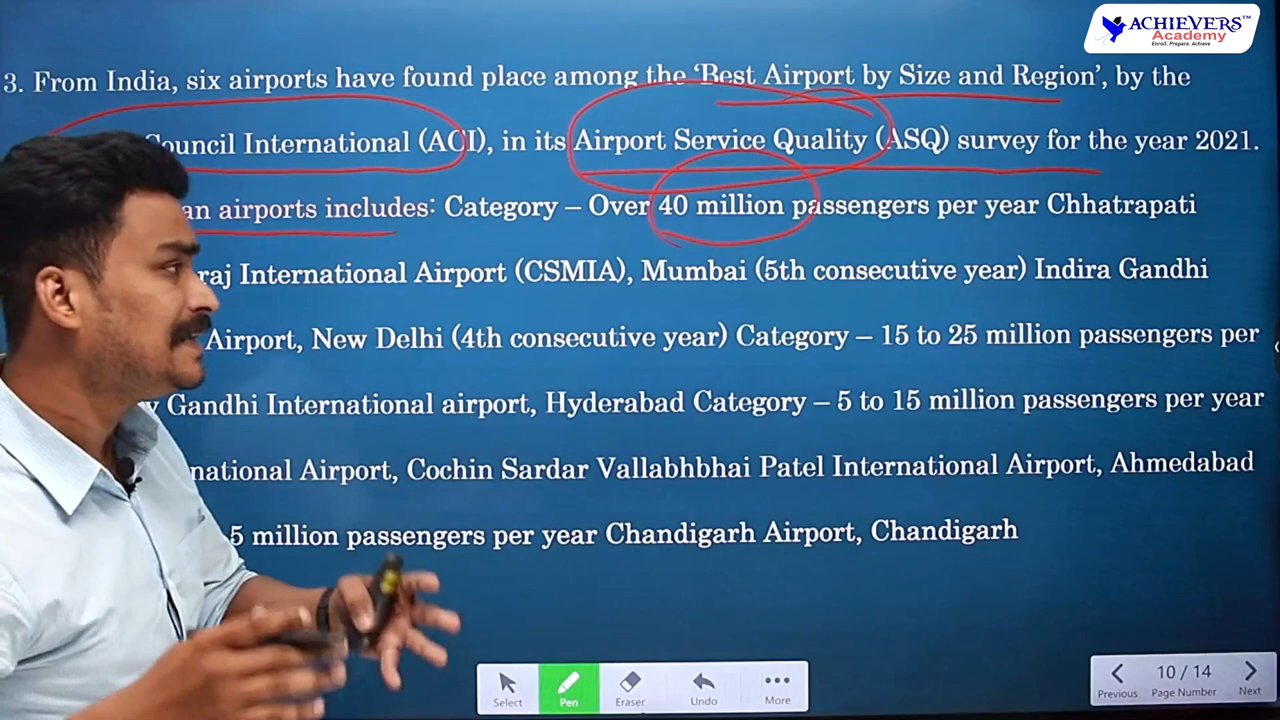 ACHIEVERS™
Academy
Enroll. Prepare. Achieve
3. From India, six airports have found place among the ‘Best Airport by Size and Region’, by the
Council International (ACI), in its Airport Service Quality (ASQ) survey for the year 2021.
airports includes: Category – Over 40 million passengers per year Chhatrapati
International Airport (CSMIA), Mumbai (5th consecutive year) Indira Gandhi
Airport, New Delhi (4th consecutive year) Category – 15 to 25 million passengers per
Gandhi International airport, Hyderabad Category – 5 to 15 million passengers per year
Airport, Cochin Sardar Vallabhbhai Patel International Airport, Ahmedabad
5 million passengers per year Chandigarh Airport, Chandigarh
Select Pen Eraser Undo More
Previous 10 / 14 Page Number Next